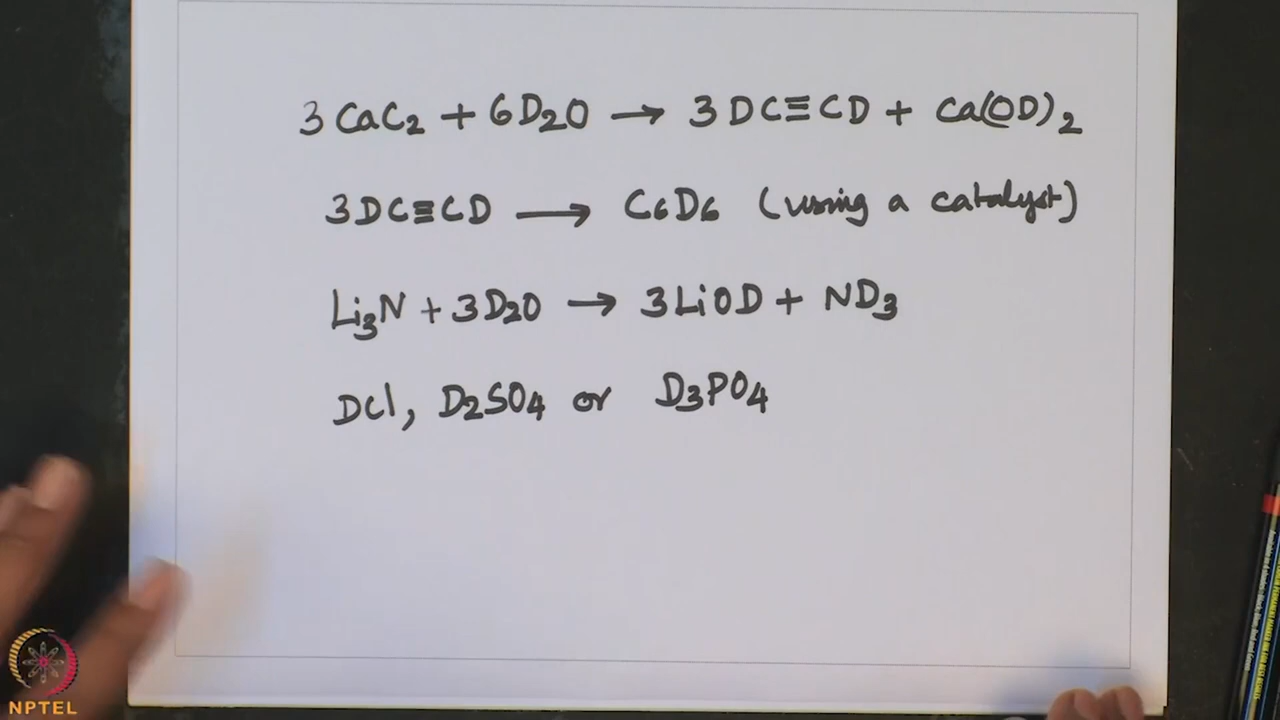 3 CaC₂ + 6D₂O → 3 DC≡CD + Ca(OD)₂
3DC≡CD → C₆D₆ (using a catalyst)
Li₃N + 3D₂O → 3LiOD + ND₃
DCl, D₂SO₄ or D₃PO₄
NPTEL